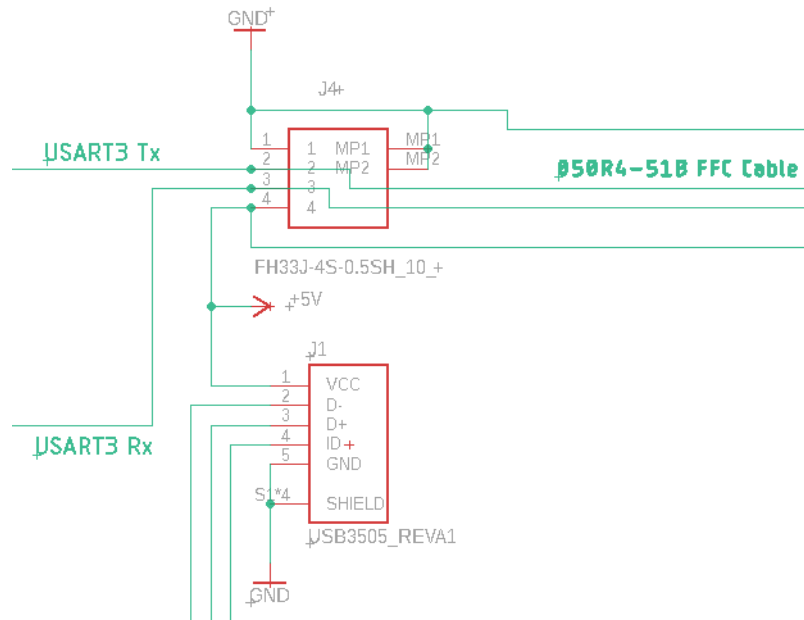 GND
J4
1 1 MP1 MP1
2 2 MP2 MP2
3 3
4 4
USART3 Tx
050R4-51B FFC Cable
FH33J-4S-0.5SH_10_
+5V
J1
1 VCC
2 D-
3 D+
4 ID
5 GND
S1*4 SHIELD
USART3 Rx
USB3505_REVA1
GND